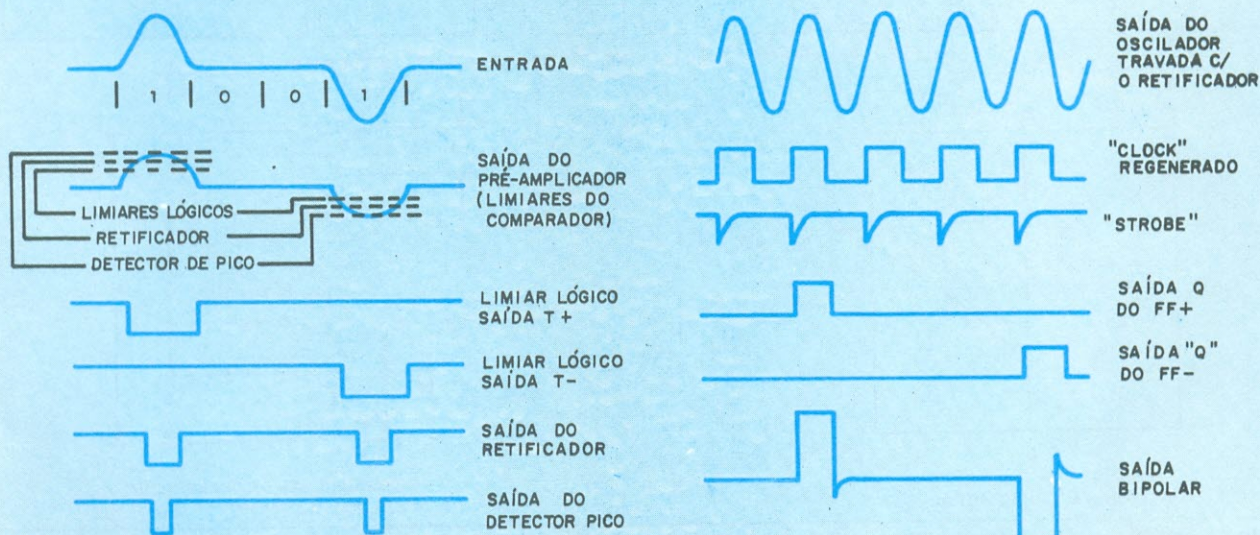 ENTRADA
| 1 | 0 | 0 | 1 |
SAÍDA DO
PRÉ-AMPLICADOR
(LIMIARES DO
COMPARADOR)
LIMIARES LÓGICOS
RETIFICADOR
DETECTOR DE PICO
LIMIAR LÓGICO
SAÍDA T+
LIMIAR LÓGICO
SAÍDA T-
SAÍDA DO
RETIFICADOR
SAÍDA DO
DETECTOR PICO
SAÍDA DO
OSCILADOR
TRAVADA C/
O RETIFICADOR
"CLOCK"
REGENERADO
"STROBE"
SAÍDA Q
DO FF+
SAÍDA "Q"
DO FF-
SAÍDA
BIPOLAR